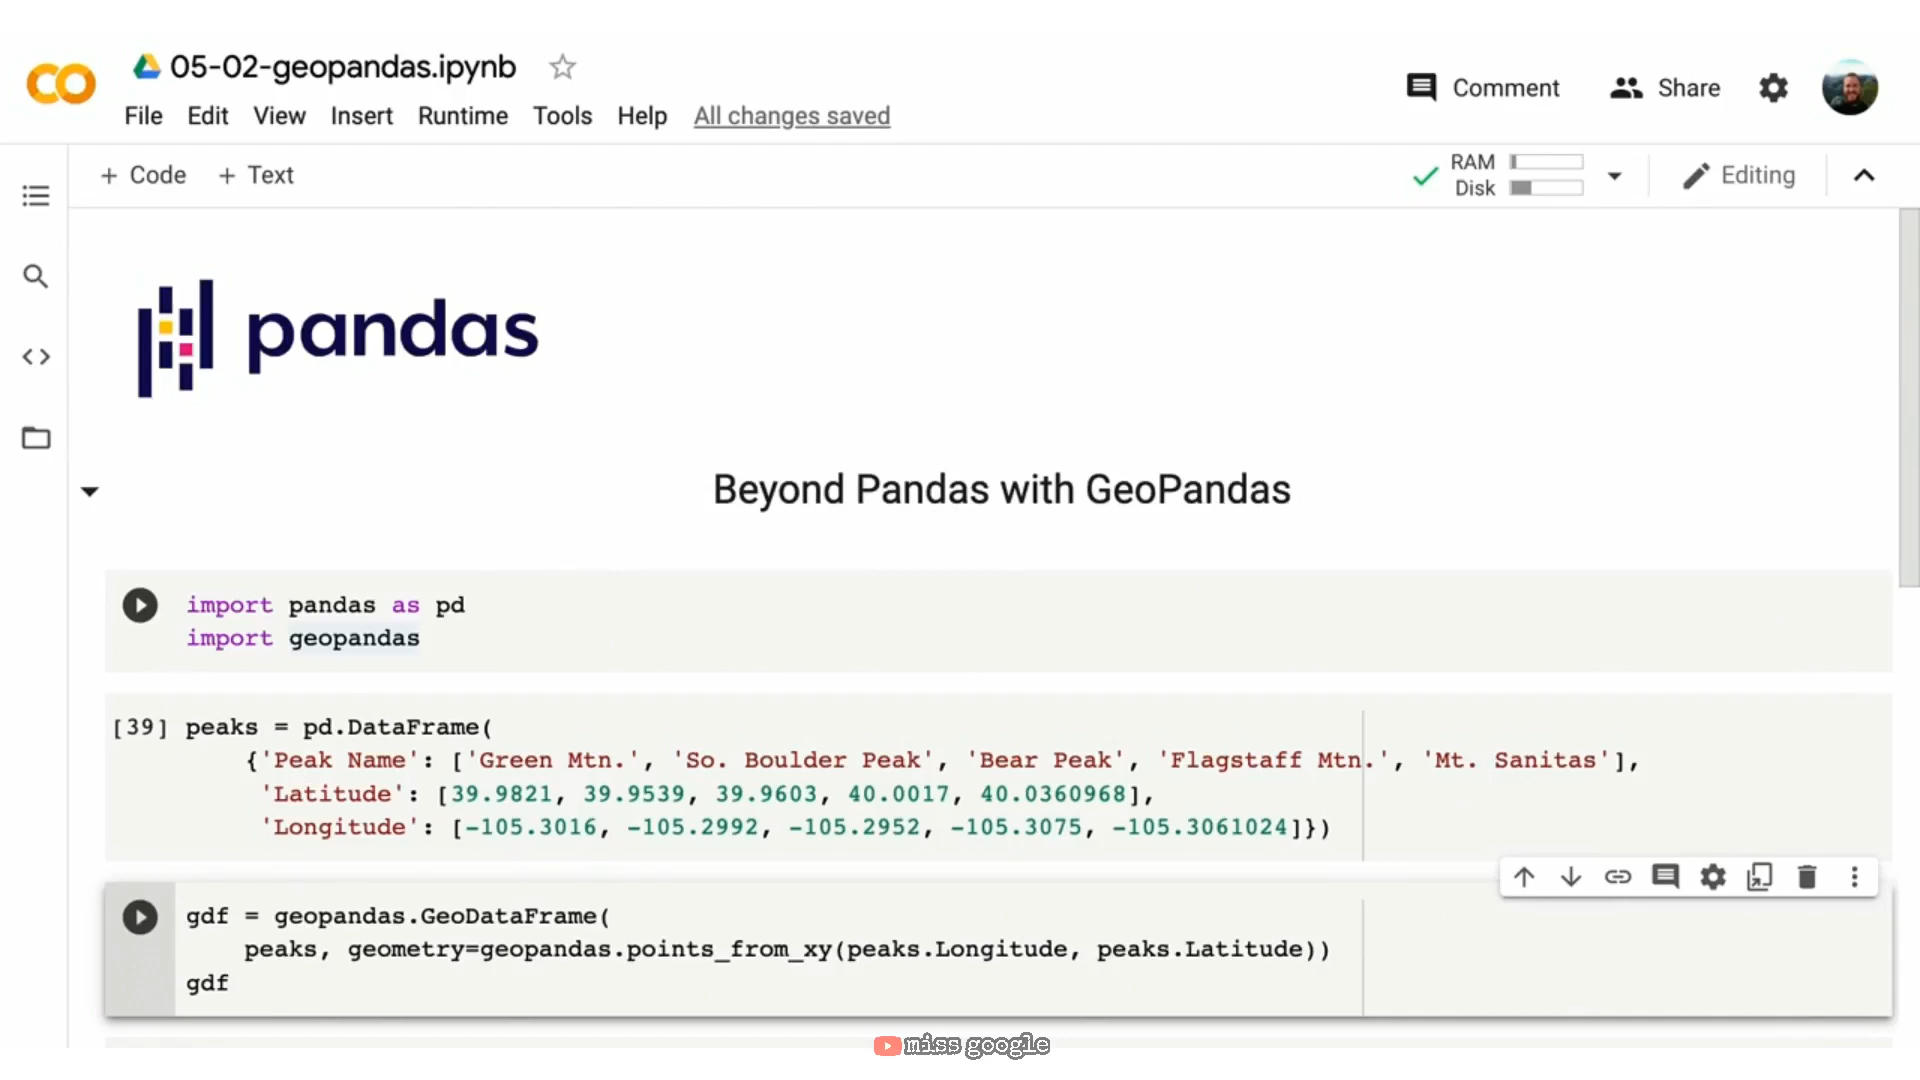 05-02-geopandas.ipynb
Comment
Share
File Edit View Insert Runtime Tools Help All changes saved
+ Code + Text
RAM
Disk
Editing
pandas
Beyond Pandas with GeoPandas
import pandas as pd
import geopandas
[39] peaks = pd.DataFrame(
{'Peak Name': ['Green Mtn.', 'So. Boulder Peak', 'Bear Peak', 'Flagstaff Mtn.', 'Mt. Sanitas'],
'Latitude': [39.9821, 39.9539, 39.9603, 40.0017, 40.0360968],
'Longitude': [-105.3016, -105.2992, -105.2952, -105.3075, -105.3061024]})
gdf = geopandas.GeoDataFrame(
peaks, geometry=geopandas.points_from_xy(peaks.Longitude, peaks.Latitude))
gdf
miss google